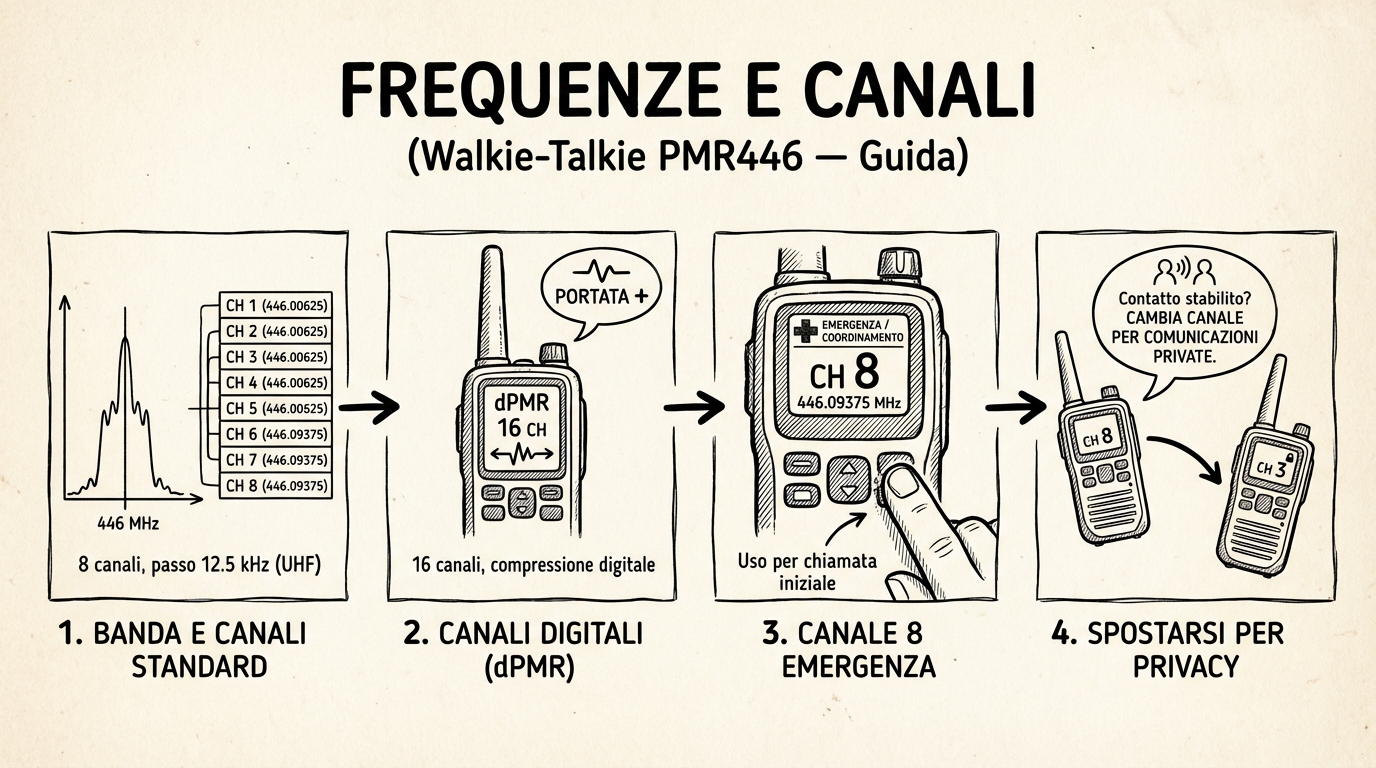 FREQUENZE E CANALI
(Walkie-Talkie PMR446 — Guida)
CH 1 (446.00625)
CH 2 (446.00625)
CH 3 (446.00625)
CH 4 (446.00625)
CH 5 (446.00525)
CH 6 (446.09375)
CH 7 (446.09375)
CH 8 (446.09375)
446 MHz
8 canali, passo 12.5 kHz (UHF)
1. BANDA E CANALI
STANDARD
PORTATA +
dPMR
16 CH
16 canali, compressione digitale
2. CANALI DIGITALI
(dPMR)
EMERGENZA /
COORDINAMENTO
CH 8
446.09375 MHz
Uso per chiamata
iniziale
3. CANALE 8
EMERGENZA
Contatto stabilito?
CAMBIA CANALE
PER COMUNICAZIONI
PRIVATE.
CH 8
CH 3
4. SPOSTARSI PER
PRIVACY